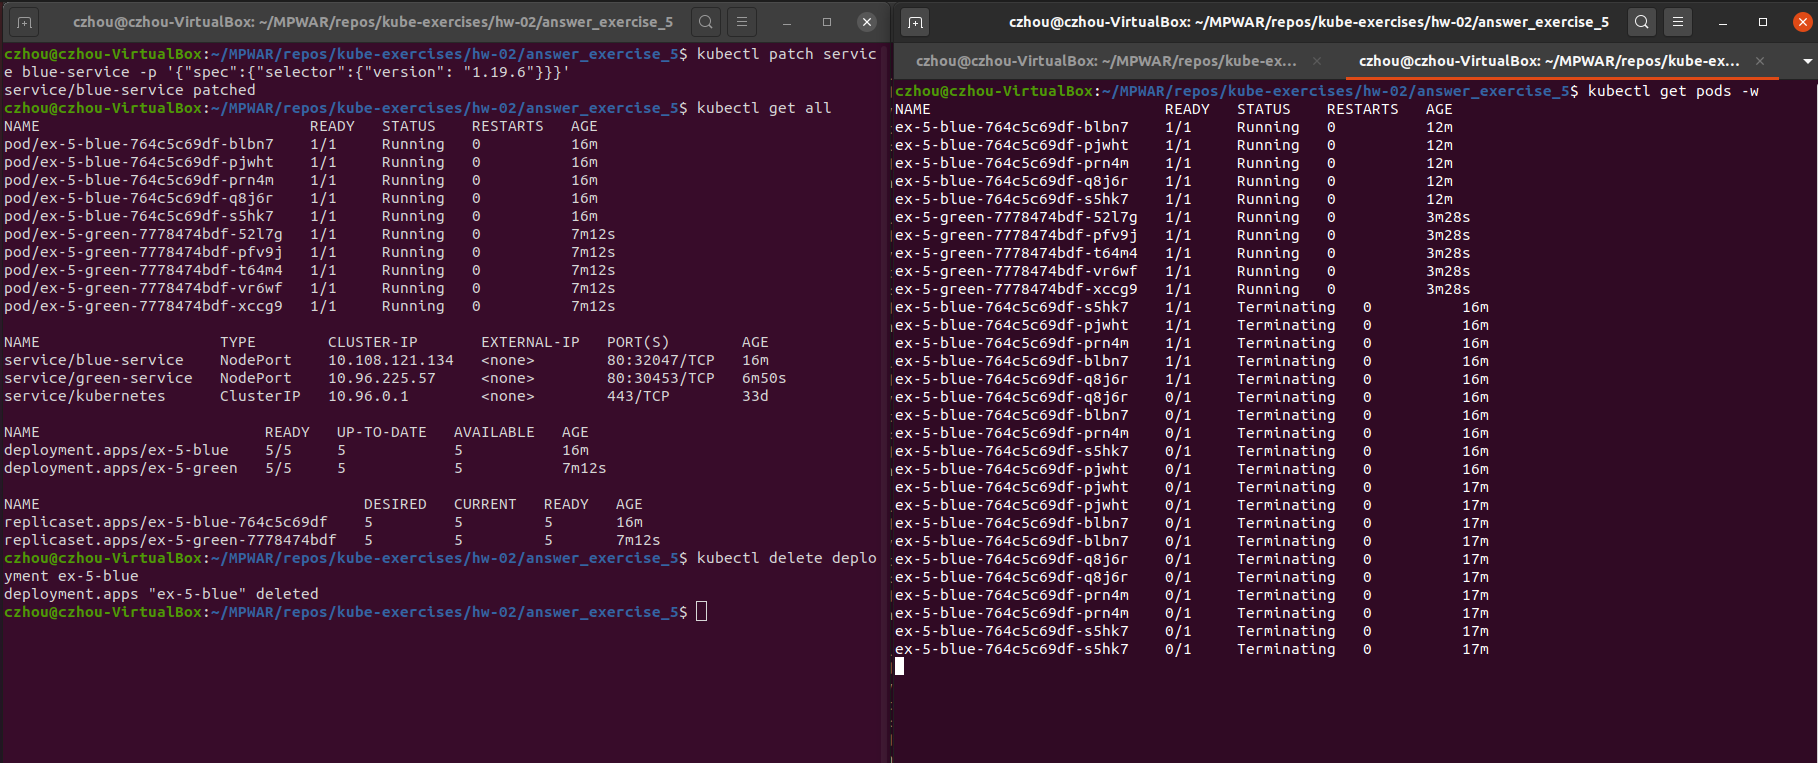 czhou@czhou-VirtualBox: ~/MPWAR/repos/kube-exercises/hw-02/answer_exercise_5
czhou@czhou-VirtualBox:~/MPWAR/repos/kube-exercises/hw-02/answer_exercise_5$ kubectl patch servic
e blue-service -p '{"spec":{"selector":{"version": "1.19.6"}}}'
service/blue-service patched
czhou@czhou-VirtualBox:~/MPWAR/repos/kube-exercises/hw-02/answer_exercise_5$ kubectl get all
NAME READY STATUS RESTARTS AGE
pod/ex-5-blue-764c5c69df-blbn7 1/1 Running 0 16m
pod/ex-5-blue-764c5c69df-pjwht 1/1 Running 0 16m
pod/ex-5-blue-764c5c69df-prn4m 1/1 Running 0 16m
pod/ex-5-blue-764c5c69df-q8j6r 1/1 Running 0 16m
pod/ex-5-blue-764c5c69df-s5hk7 1/1 Running 0 16m
pod/ex-5-green-7778474bdf-52l7g 1/1 Running 0 7m12s
pod/ex-5-green-7778474bdf-pfv9j 1/1 Running 0 7m12s
pod/ex-5-green-7778474bdf-t64m4 1/1 Running 0 7m12s
pod/ex-5-green-7778474bdf-vr6wf 1/1 Running 0 7m12s
pod/ex-5-green-7778474bdf-xccg9 1/1 Running 0 7m12s
NAME TYPE CLUSTER-IP EXTERNAL-IP PORT(S) AGE
service/blue-service NodePort 10.108.121.134 <none> 80:32047/TCP 16m
service/green-service NodePort 10.96.225.57 <none> 80:30453/TCP 6m50s
service/kubernetes ClusterIP 10.96.0.1 <none> 443/TCP 33d
NAME READY UP-TO-DATE AVAILABLE AGE
deployment.apps/ex-5-blue 5/5 5 5 16m
deployment.apps/ex-5-green 5/5 5 5 7m12s
NAME DESIRED CURRENT READY AGE
replicaset.apps/ex-5-blue-764c5c69df 5 5 5 16m
replicaset.apps/ex-5-green-7778474bdf 5 5 5 7m12s
czhou@czhou-VirtualBox:~/MPWAR/repos/kube-exercises/hw-02/answer_exercise_5$ kubectl delete deplo
yment ex-5-blue
deployment.apps "ex-5-blue" deleted
czhou@czhou-VirtualBox:~/MPWAR/repos/kube-exercises/hw-02/answer_exercise_5$
czhou@czhou-VirtualBox: ~/MPWAR/repos/kube-exercises/hw-02/answer_exercise_5
czhou@czhou-VirtualBox: ~/MPWAR/repos/kube-ex...
czhou@czhou-VirtualBox: ~/MPWAR/repos/kube-ex...
czhou@czhou-VirtualBox:~/MPWAR/repos/kube-exercises/hw-02/answer_exercise_5$ kubectl get pods -w
NAME READY STATUS RESTARTS AGE
ex-5-blue-764c5c69df-blbn7 1/1 Running 0 12m
ex-5-blue-764c5c69df-pjwht 1/1 Running 0 12m
ex-5-blue-764c5c69df-prn4m 1/1 Running 0 12m
ex-5-blue-764c5c69df-q8j6r 1/1 Running 0 12m
ex-5-blue-764c5c69df-s5hk7 1/1 Running 0 12m
ex-5-green-7778474bdf-52l7g 1/1 Running 0 3m28s
ex-5-green-7778474bdf-pfv9j 1/1 Running 0 3m28s
ex-5-green-7778474bdf-t64m4 1/1 Running 0 3m28s
ex-5-green-7778474bdf-vr6wf 1/1 Running 0 3m28s
ex-5-green-7778474bdf-xccg9 1/1 Running 0 3m28s
ex-5-blue-764c5c69df-s5hk7 1/1 Terminating 0 16m
ex-5-blue-764c5c69df-pjwht 1/1 Terminating 0 16m
ex-5-blue-764c5c69df-prn4m 1/1 Terminating 0 16m
ex-5-blue-764c5c69df-blbn7 1/1 Terminating 0 16m
ex-5-blue-764c5c69df-q8j6r 1/1 Terminating 0 16m
ex-5-blue-764c5c69df-q8j6r 0/1 Terminating 0 16m
ex-5-blue-764c5c69df-blbn7 0/1 Terminating 0 16m
ex-5-blue-764c5c69df-prn4m 0/1 Terminating 0 16m
ex-5-blue-764c5c69df-s5hk7 0/1 Terminating 0 16m
ex-5-blue-764c5c69df-pjwht 0/1 Terminating 0 16m
ex-5-blue-764c5c69df-pjwht 0/1 Terminating 0 17m
ex-5-blue-764c5c69df-pjwht 0/1 Terminating 0 17m
ex-5-blue-764c5c69df-blbn7 0/1 Terminating 0 17m
ex-5-blue-764c5c69df-blbn7 0/1 Terminating 0 17m
ex-5-blue-764c5c69df-q8j6r 0/1 Terminating 0 17m
ex-5-blue-764c5c69df-q8j6r 0/1 Terminating 0 17m
ex-5-blue-764c5c69df-prn4m 0/1 Terminating 0 17m
ex-5-blue-764c5c69df-prn4m 0/1 Terminating 0 17m
ex-5-blue-764c5c69df-s5hk7 0/1 Terminating 0 17m
ex-5-blue-764c5c69df-s5hk7 0/1 Terminating 0 17m